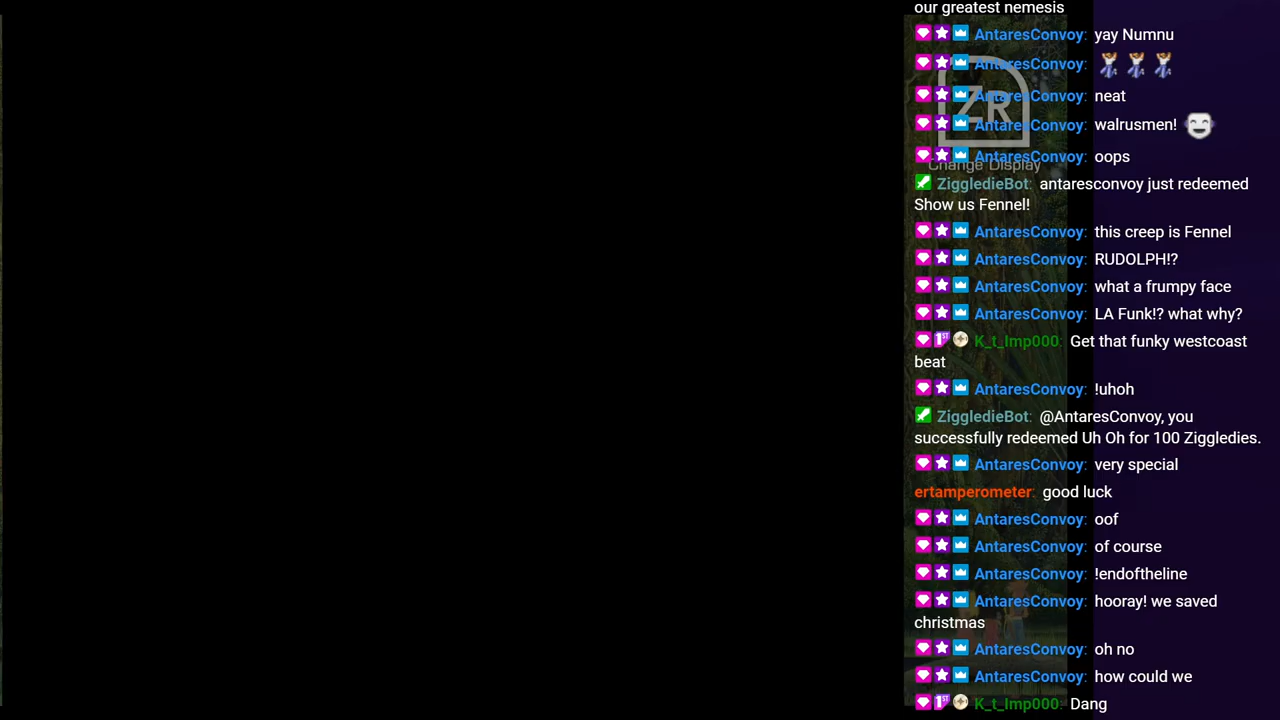 our greatest nemesis
AntaresConvoy: yay Numnu
AntaresConvoy:
AntaresConvoy: neat
AntaresConvoy: walrusmen!
AntaresConvoy: oops
ZR
Change Display
ZiggledieBot: antaresconvoy just redeemed
Show us Fennel!
AntaresConvoy: this creep is Fennel
AntaresConvoy: RUDOLPH!?
AntaresConvoy: what a frumpy face
AntaresConvoy: LA Funk!? what why?
1ST K_t_Imp000: Get that funky westcoast
beat
AntaresConvoy: !uhoh
ZiggledieBot: @AntaresConvoy, you
successfully redeemed Uh Oh for 100 Ziggledies.
AntaresConvoy: very special
ertamperometer: good luck
AntaresConvoy: oof
AntaresConvoy: of course
AntaresConvoy: !endoftheline
AntaresConvoy: hooray! we saved
christmas
AntaresConvoy: oh no
AntaresConvoy: how could we
1ST K_t_Imp000: Dang